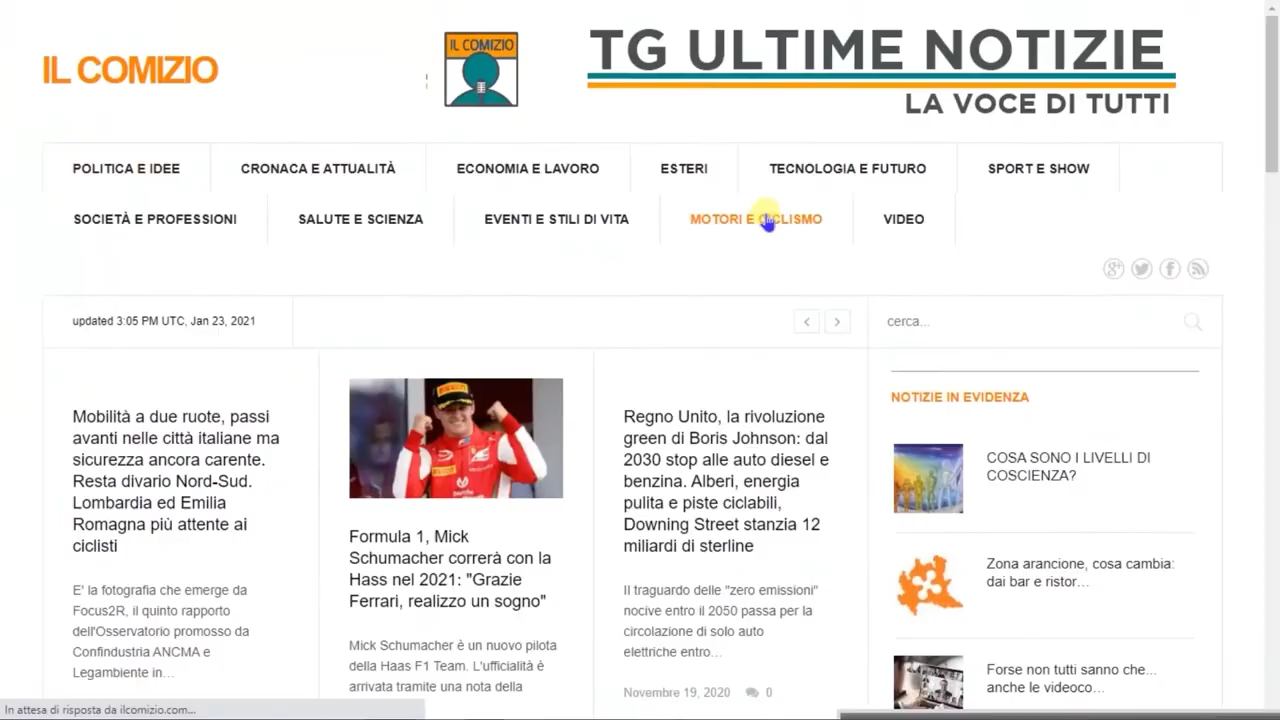 IL COMIZIO
IL COMIZIO
TG ULTIME NOTIZIE
LA VOCE DI TUTTI
POLITICA E IDEE
CRONACA E ATTUALITÀ
ECONOMIA E LAVORO
ESTERI
TECNOLOGIA E FUTURO
SPORT E SHOW
SOCIETÀ E PROFESSIONI
SALUTE E SCIENZA
EVENTI E STILI DI VITA
MOTORI E CICLISMO
VIDEO
updated 3:05 PM UTC, Jan 23, 2021
cerca...
Mobilità a due ruote, passi
avanti nelle città italiane ma
sicurezza ancora carente.
Resta divario Nord-Sud.
Lombardia ed Emilia
Romagna più attente ai
ciclisti
E' la fotografia che emerge da
Focus2R, il quinto rapporto
dell'Osservatorio promosso da
Confindustria ANCMA e
Legambiente in...
Formula 1, Mick
Schumacher correrà con la
Hass nel 2021: "Grazie
Ferrari, realizzo un sogno"
Mick Schumacher è un nuovo pilota
della Haas F1 Team. L'ufficialità è
arrivata tramite una nota della
Regno Unito, la rivoluzione
green di Boris Johnson: dal
2030 stop alle auto diesel e
benzina. Alberi, energia
pulita e piste ciclabili,
Downing Street stanzia 12
miliardi di sterline
Il traguardo delle "zero emissioni"
nocive entro il 2050 passa per la
circolazione di solo auto
elettriche entro...
Novembre 19, 2020 0
NOTIZIE IN EVIDENZA
COSA SONO I LIVELLI DI
COSCIENZA?
Zona arancione, cosa cambia:
dai bar e ristor...
Forse non tutti sanno che...
anche le videoco...
In attesa di risposta da ilcomizio.com...